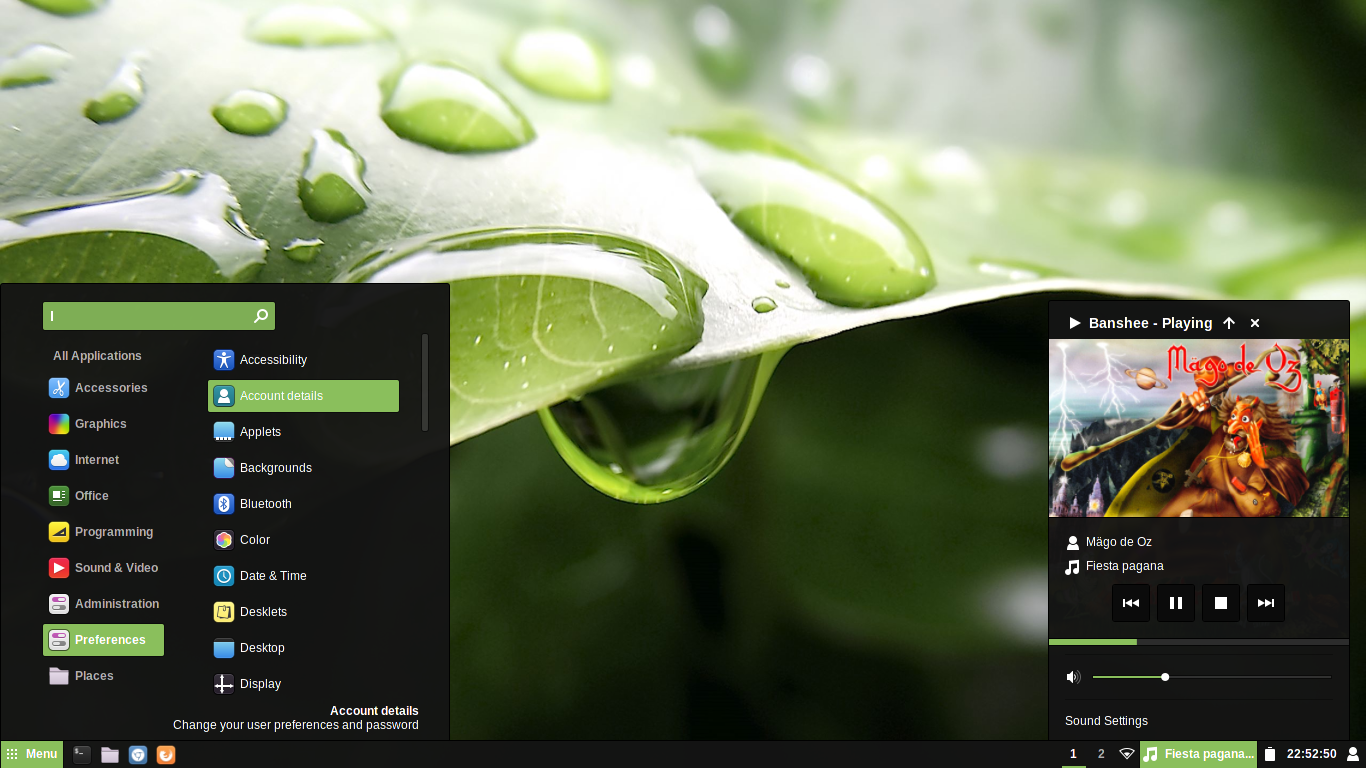 All Applications
Accessories
Graphics
Internet
Office
Programming
Sound & Video
Administration
Preferences
Places
Accessibility
Account details
Applets
Backgrounds
Bluetooth
Color
Date & Time
Desklets
Desktop
Display
Account details
Change your user preferences and password
Banshee - Playing
Mägo de Oz
Mägo de Oz
Fiesta pagana
Sound Settings
Menu
1
2
Fiesta pagana...
22:52:50